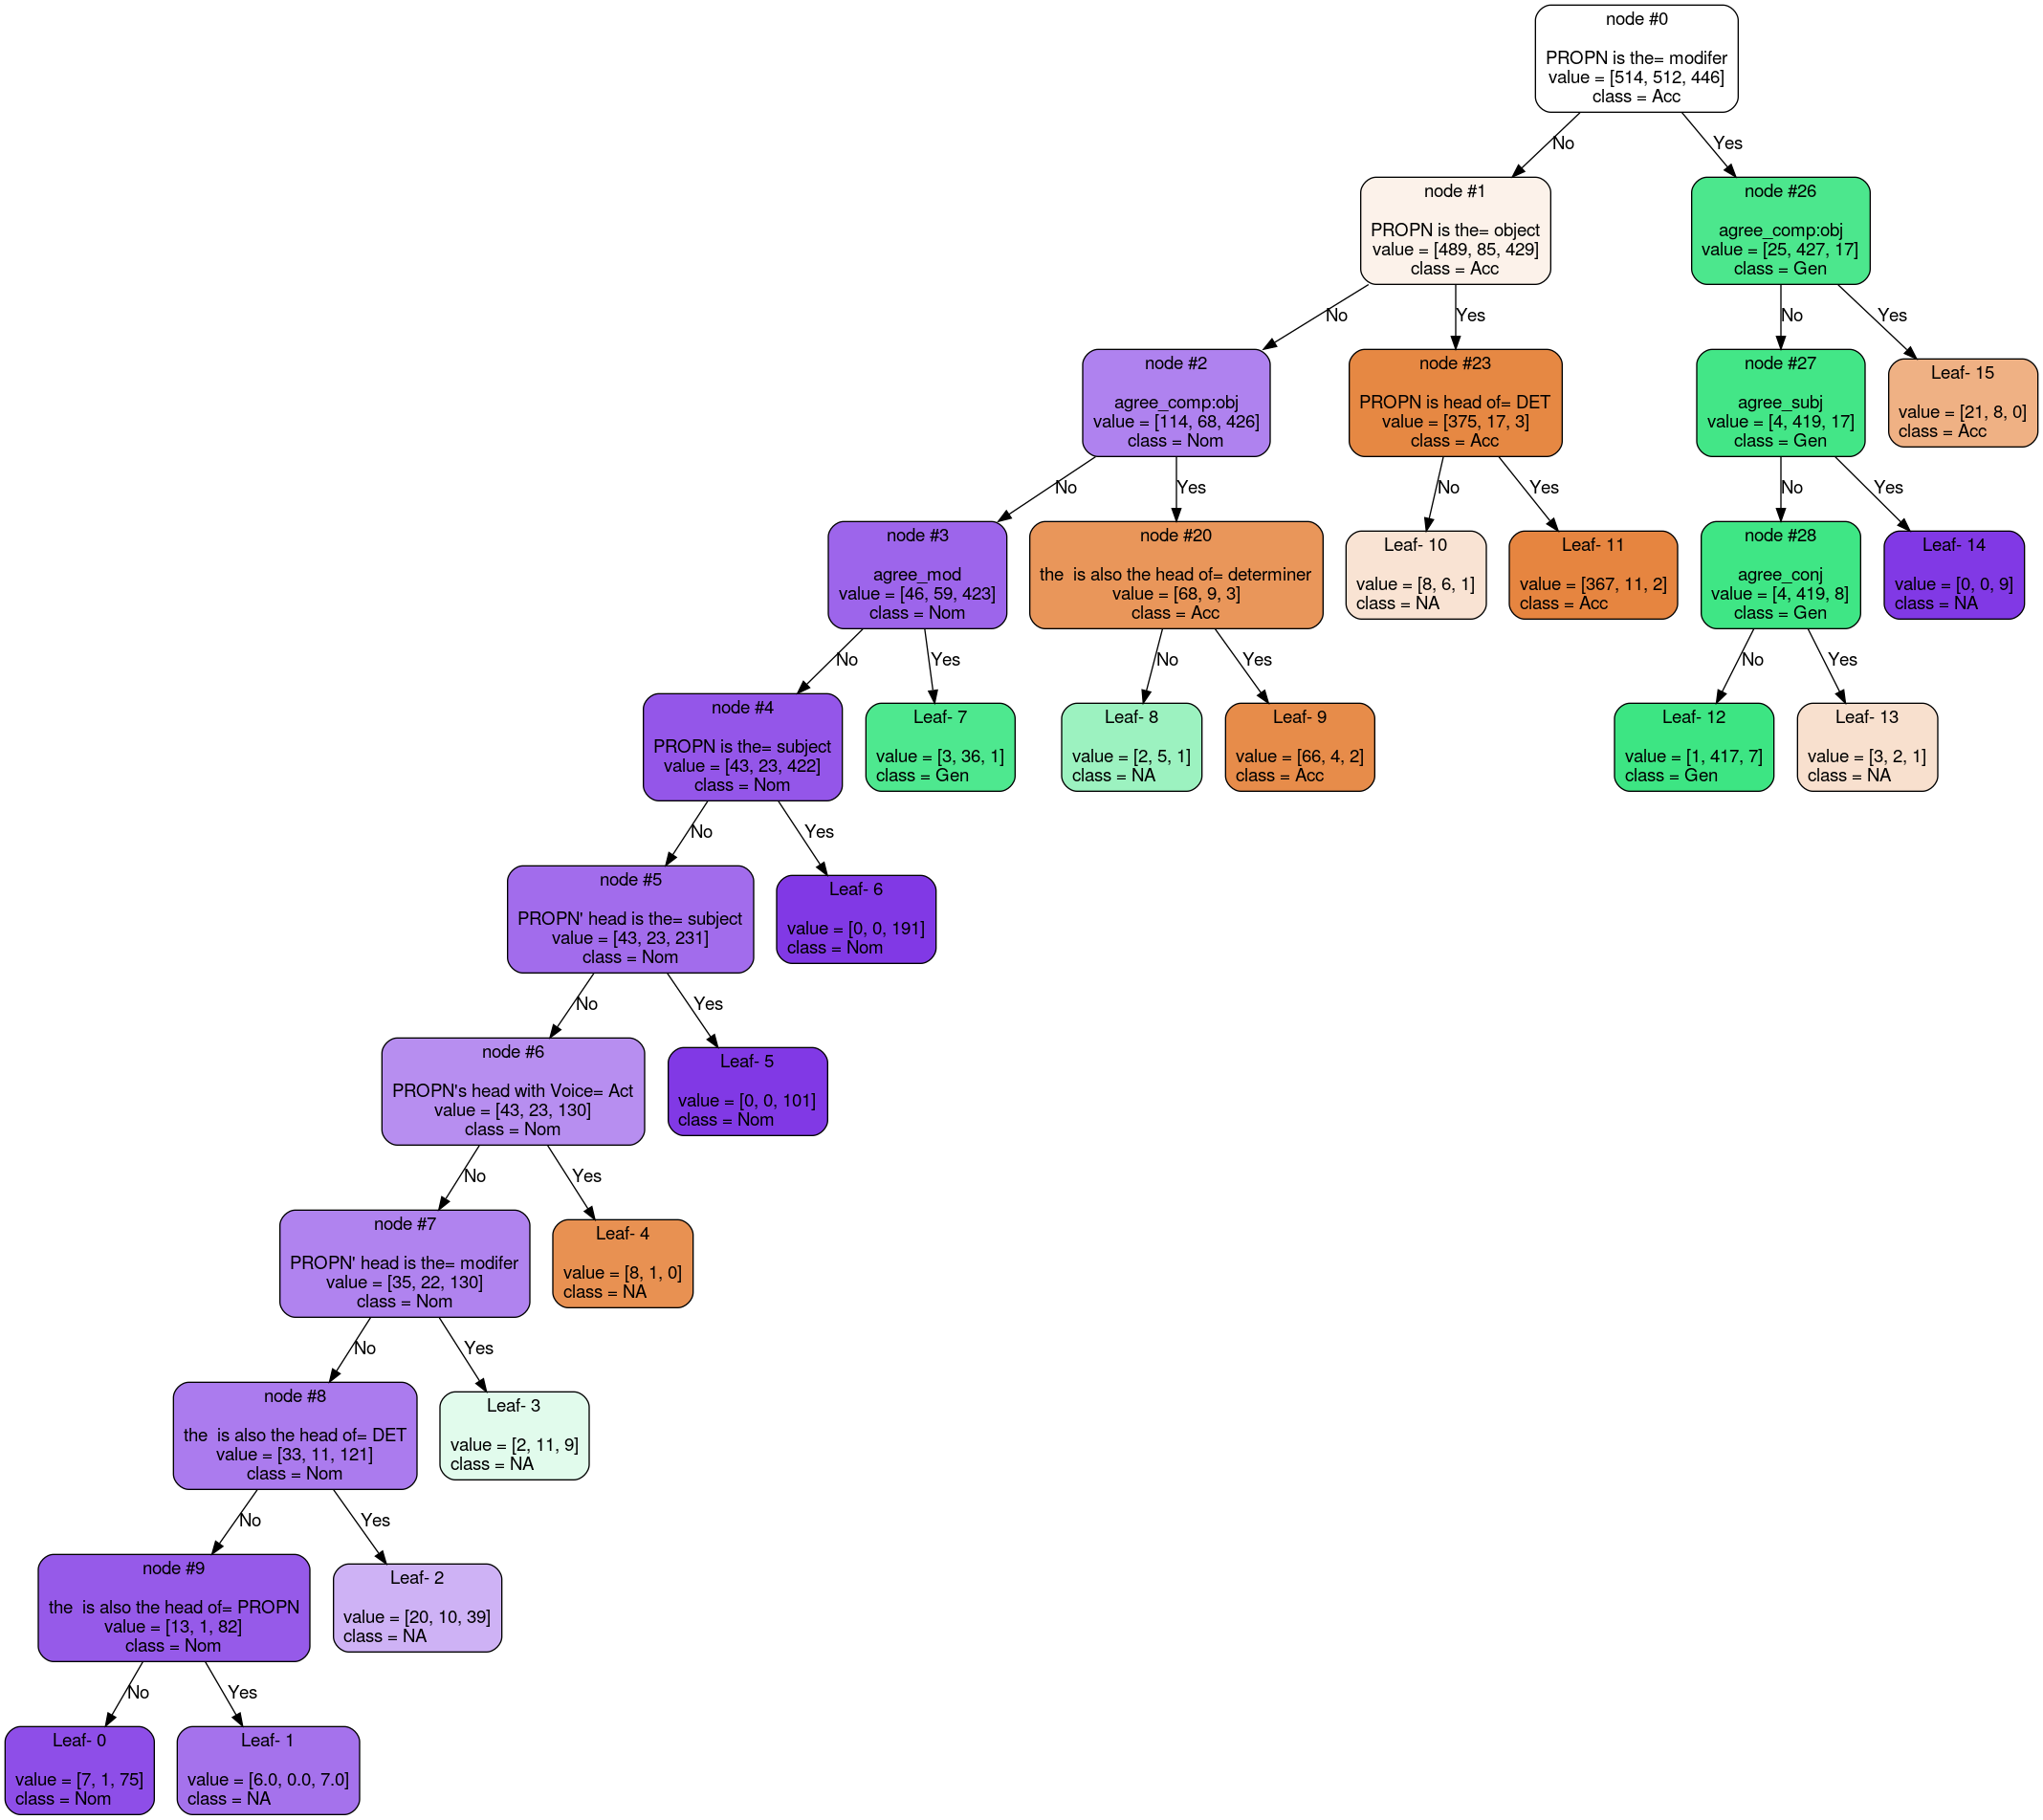 node #0
PROPN is the= modifer
value = [514, 512, 446]
class = Acc
No
Yes
node #1
PROPN is the= object
value = [489, 85, 429]
class = Acc
node #26
agree_comp:obj
value = [25, 427, 17]
class = Gen
No
Yes
No
Yes
node #2
agree_comp:obj
value = [114, 68, 426]
class = Nom
node #23
PROPN is head of= DET
value = [375, 17, 3]
class = Acc
node #27
agree_subj
value = [4, 419, 17]
class = Gen
Leaf- 15
value = [21, 8, 0]
class = Acc
No
Yes
No
Yes
No
Yes
node #3
agree_mod
value = [46, 59, 423]
class = Nom
node #20
the  is also the head of= determiner
value = [68, 9, 3]
class = Acc
Leaf- 10
value = [8, 6, 1]
class = NA
Leaf- 11
value = [367, 11, 2]
class = Acc
node #28
agree_conj
value = [4, 419, 8]
class = Gen
Leaf- 14
value = [0, 0, 9]
class = NA
No
Yes
No
Yes
No
Yes
node #4
PROPN is the= subject
value = [43, 23, 422]
class = Nom
Leaf- 7
value = [3, 36, 1]
class = Gen
Leaf- 8
value = [2, 5, 1]
class = NA
Leaf- 9
value = [66, 4, 2]
class = Acc
Leaf- 12
value = [1, 417, 7]
class = Gen
Leaf- 13
value = [3, 2, 1]
class = NA
No
Yes
node #5
PROPN' head is the= subject
value = [43, 23, 231]
class = Nom
Leaf- 6
value = [0, 0, 191]
class = Nom
No
Yes
node #6
PROPN's head with Voice= Act
value = [43, 23, 130]
class = Nom
Leaf- 5
value = [0, 0, 101]
class = Nom
No
Yes
node #7
PROPN' head is the= modifer
value = [35, 22, 130]
class = Nom
Leaf- 4
value = [8, 1, 0]
class = NA
No
Yes
node #8
the  is also the head of= DET
value = [33, 11, 121]
class = Nom
Leaf- 3
value = [2, 11, 9]
class = NA
No
Yes
node #9
the  is also the head of= PROPN
value = [13, 1, 82]
class = Nom
Leaf- 2
value = [20, 10, 39]
class = NA
No
Yes
Leaf- 0
value = [7, 1, 75]
class = Nom
Leaf- 1
value = [6.0, 0.0, 7.0]
class = NA